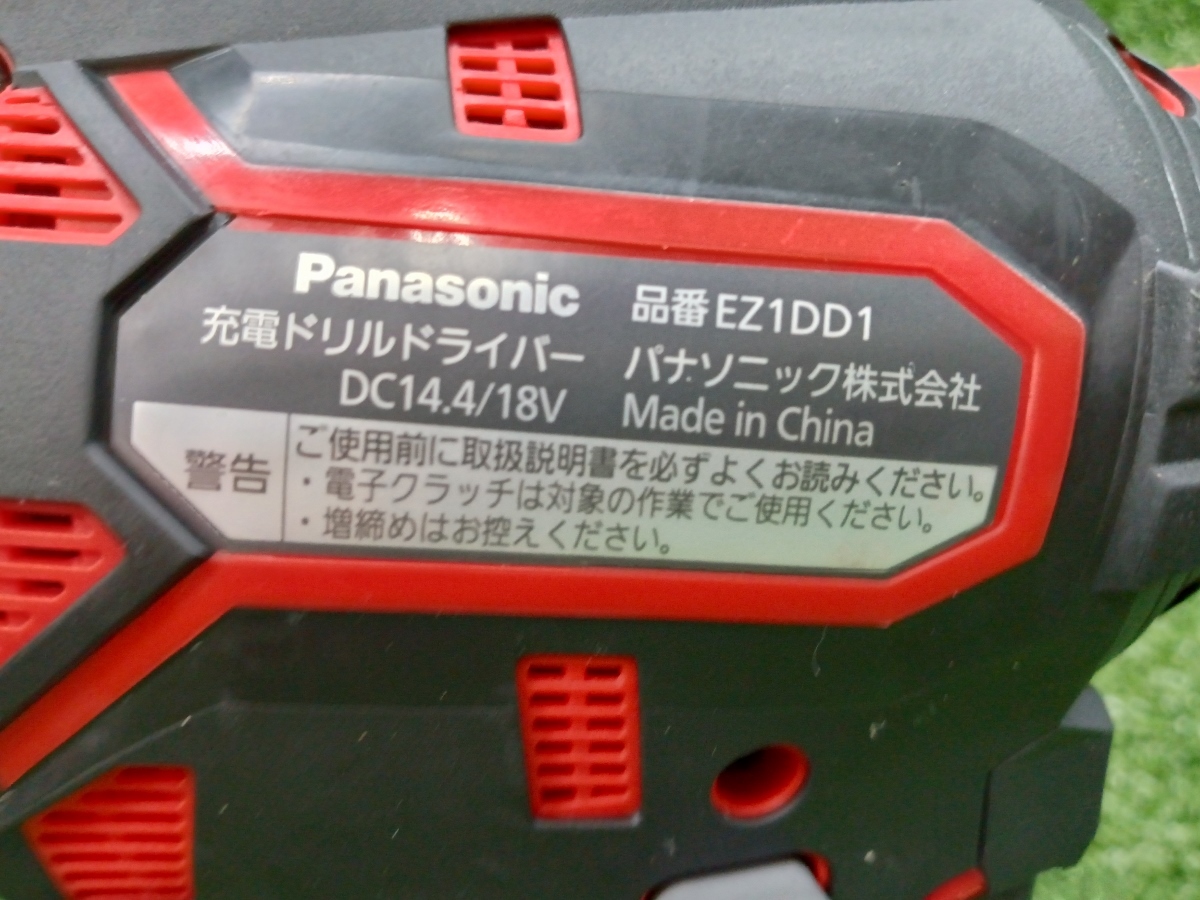 Panasonic
充電ドリルドライバー
DC14.4/18V
品番 EZ1DD1
パナソニック株式会社
Made in China
警告
ご使用前に取扱説明書を必ずよくお読みください。
・電子クラッチは対象の作業でご使用ください。
・増締めはお控えください。